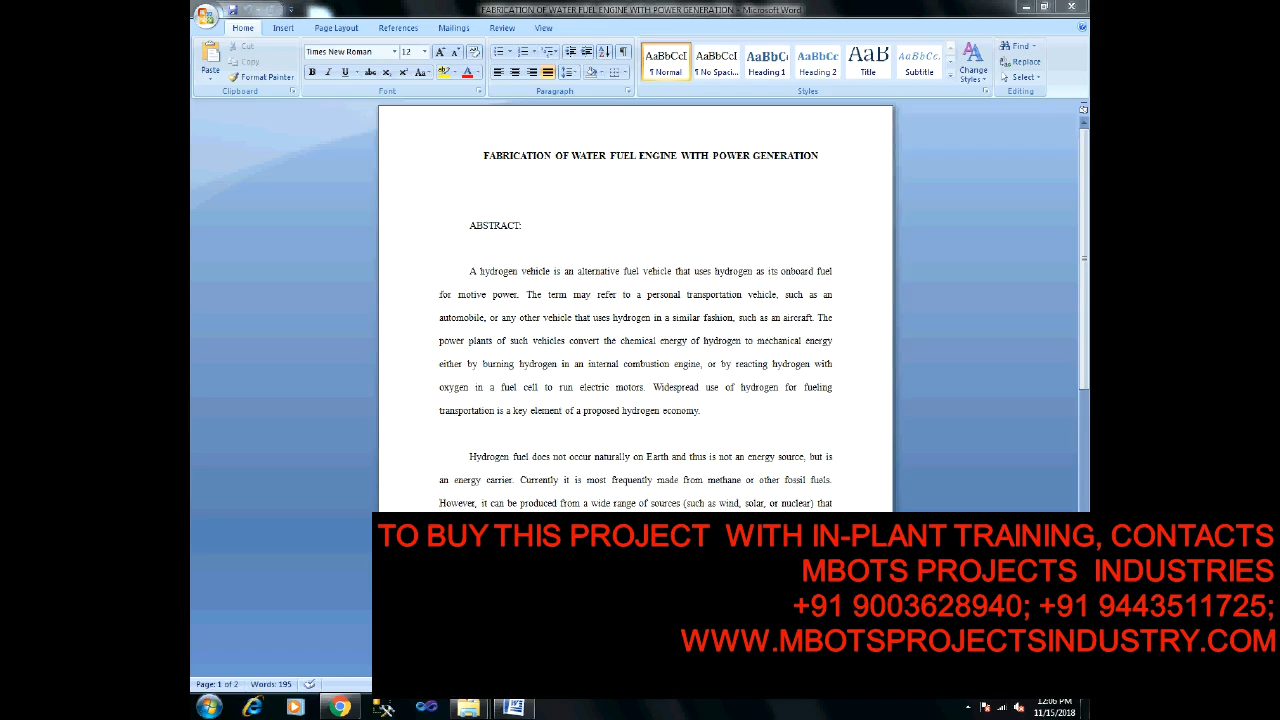 FABRICATION OF WATER FUEL ENGINE WITH POWER GENERATION - Microsoft Word
Home Insert Page Layout References Mailings Review View
Paste
Cut
Copy
Format Painter
Clipboard
Times New Roman 12
Font
Paragraph
AaBbCcI AaBbCcI AaBbC AaBbCc AaB AaBbCc.
¶ Normal ¶ No Spaci... Heading 1 Heading 2 Title Subtitle
Change
Styles
Styles
Find
Replace
Select
Editing
FABRICATION OF WATER FUEL ENGINE WITH POWER GENERATION
ABSTRACT:
A hydrogen vehicle is an alternative fuel vehicle that uses hydrogen as its onboard fuel
for motive power. The term may refer to a personal transportation vehicle, such as an
automobile, or any other vehicle that uses hydrogen in a similar fashion, such as an aircraft. The
power plants of such vehicles convert the chemical energy of hydrogen to mechanical energy
either by burning hydrogen in an internal combustion engine, or by reacting hydrogen with
oxygen in a fuel cell to run electric motors. Widespread use of hydrogen for fueling
transportation is a key element of a proposed hydrogen economy.
Hydrogen fuel does not occur naturally on Earth and thus is not an energy source, but is
an energy carrier. Currently it is most frequently made from methane or other fossil fuels.
However, it can be produced from a wide range of sources (such as wind, solar, or nuclear) that
TO BUY THIS PROJECT WITH IN-PLANT TRAINING, CONTACTS
MBOTS PROJECTS INDUSTRIES
+91 9003628940; +91 9443511725;
WWW.MBOTSPROJECTSINDUSTRY.COM
Page: 1 of 2 Words: 195
12:06 PM
11/15/2018